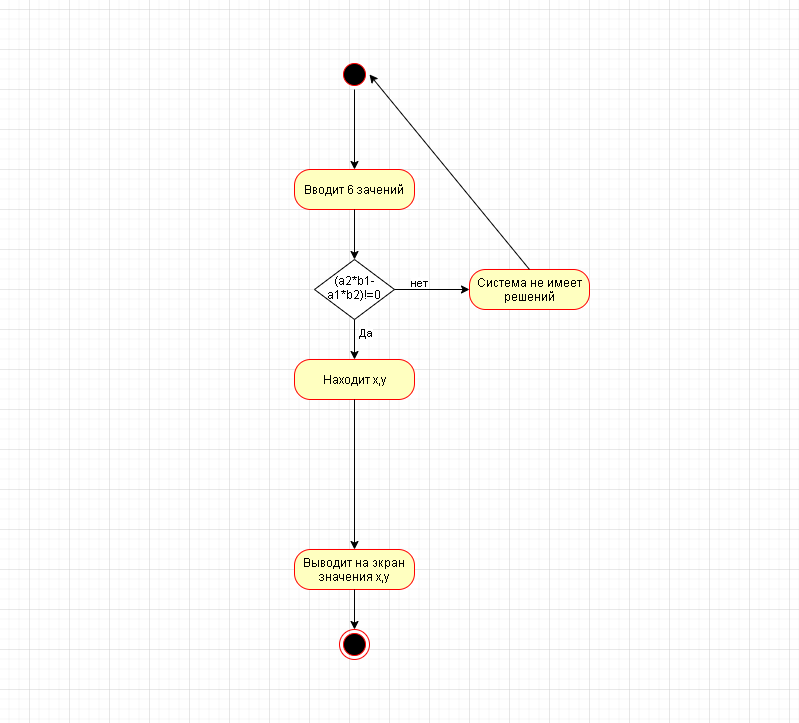 Вводит 6 зачений
(a2*b1-
a1*b2)!=0
нет
Система не имеет
решений
Да
Находит x,y
Выводит на экран
значения x,y